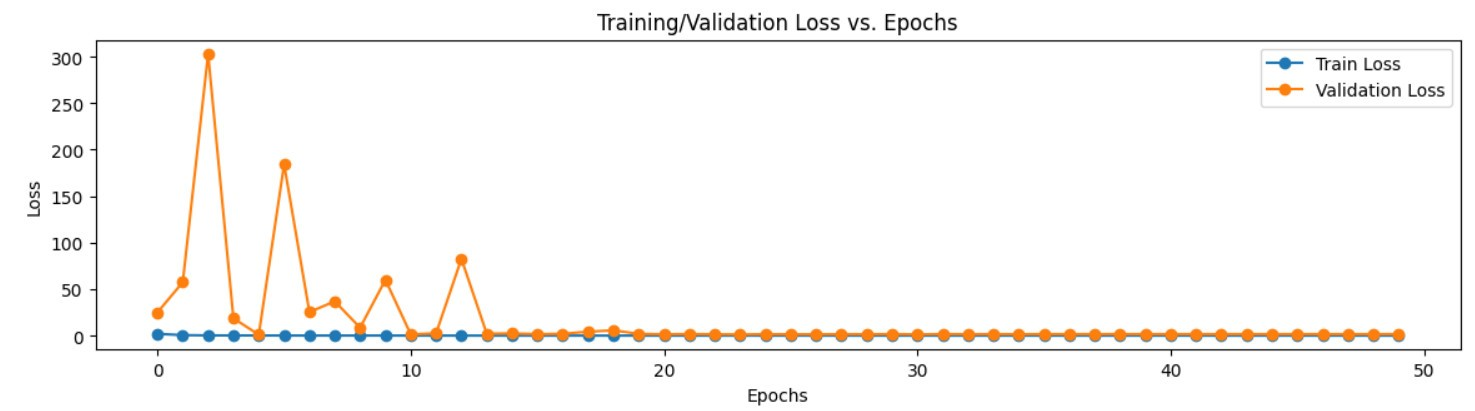 Training/Validation Loss vs. Epochs
300
250
200
150
100
50
0
Loss
Train Loss
Validation Loss
0 10 20 30 40 50
Epochs